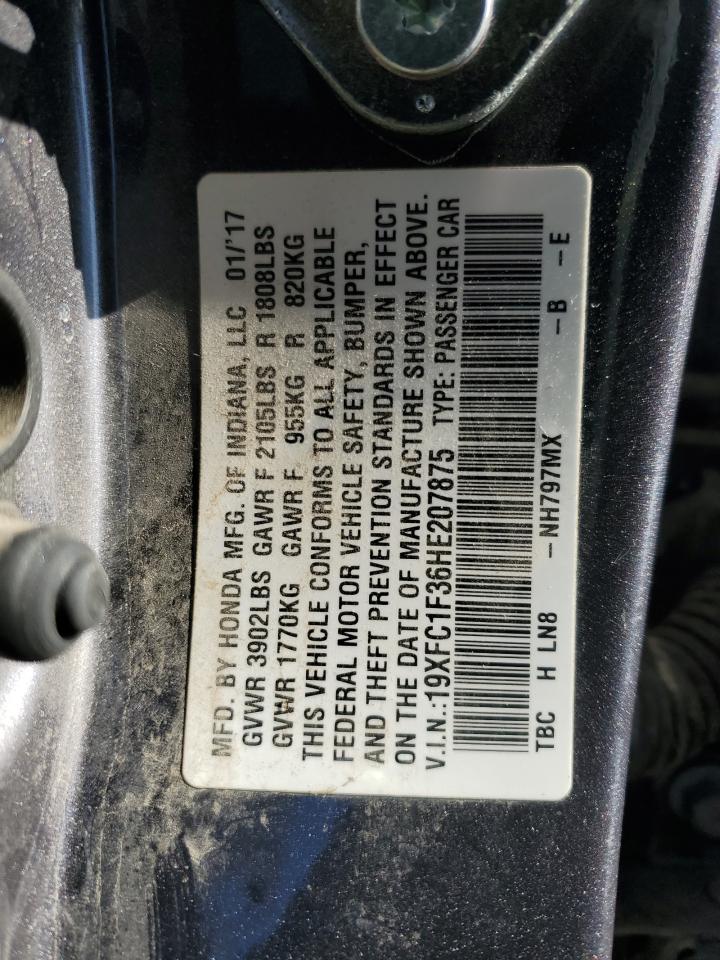 MFD. BY HONDA MFG. OF INDIANA, LLC 01/'17
GVWR 3902LBS GAWR F 2105LBS R 1808LBS
GVWR 1770KG GAWR F 955KG R 820KG
THIS VEHICLE CONFORMS TO ALL APPLICABLE
FEDERAL MOTOR VEHICLE SAFETY, BUMPER,
AND THEFT PREVENTION STANDARDS IN EFFECT
ON THE DATE OF MANUFACTURE SHOWN ABOVE.
V.I.N.:19XFC1F36HE207875 TYPE: PASSENGER CAR
TBC H LN8 -NH797MX -B -E